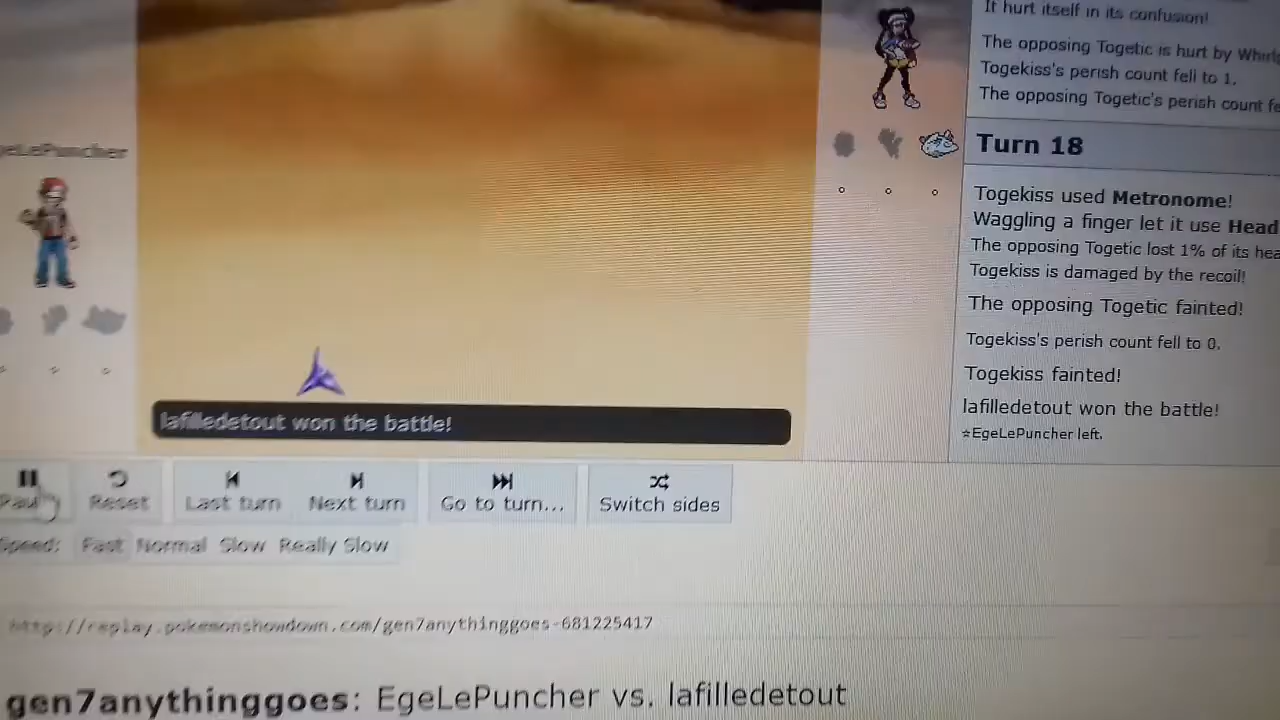 It hurt itself in its confusion!
The opposing Togetic is hurt by
Togekiss's perish count fell to 1.
The opposing Togetic's perish count
Turn 18
Togekiss used Metronome!
Waggling a finger let it use Head
The opposing Togetic lost 1% of its
Togekiss is damaged by the recoil!
The opposing Togetic fainted!
Togekiss's perish count fell to 0.
Togekiss fainted!
lafilledetout won the battle!
☆EgeLePuncher left.
geLePuncher
lafilledetout won the battle!
Pau
Reset
Last turn
Next turn
Go to turn...
Switch sides
Speed: Fast Normal Slow Really Slow
http://replay.pokemonshowdown.com/gen7anythinggoes-681225417
gen7anythinggoes: EgeLePuncher vs. lafilledetout